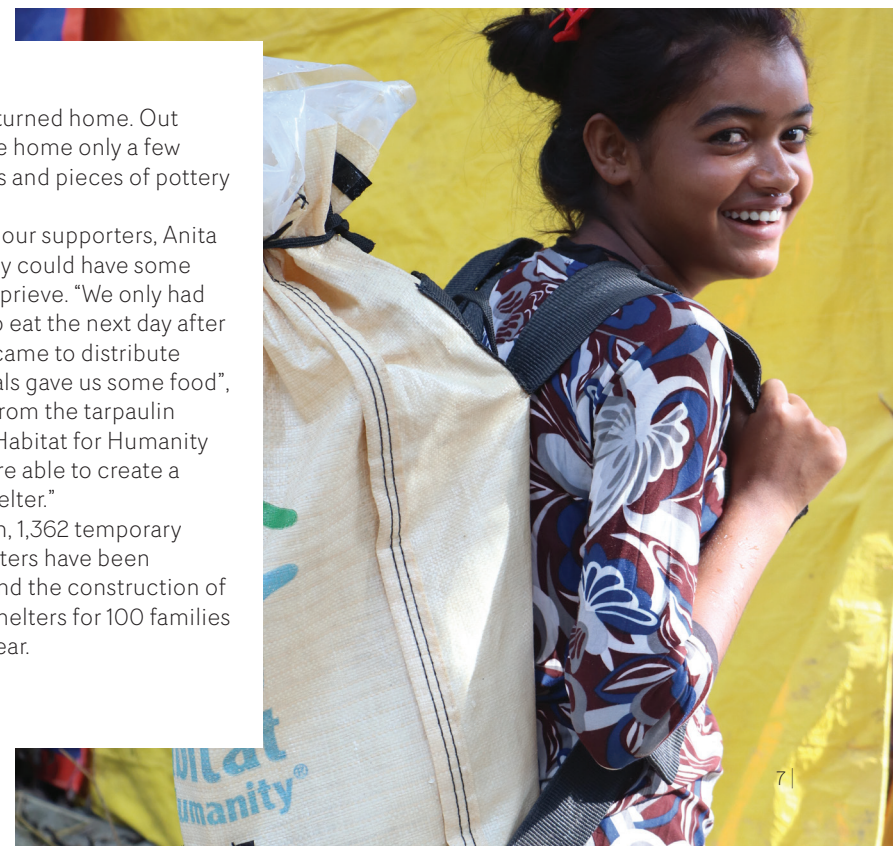 turned home. Out
e home only a few
s and pieces of pottery
our supporters, Anita
y could have some
prieve. “We only had
o eat the next day after
came to distribute
als gave us some food”,
rom the tarpaulin
Habitat for Humanity
re able to create a
elter.”
n, 1,362 temporary
ters have been
nd the construction of
helters for 100 families
ear.
bitat
umanity®
7 |